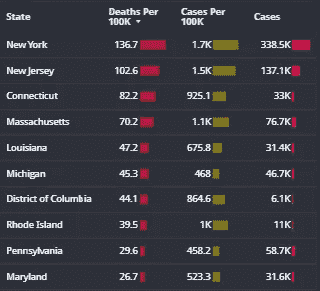 State Deaths Per 100K Cases Per 100K Cases
New York 136.7 1.7K 338.5K
New Jersey 102.6 1.5K 137.1K
Connecticut 82.2 925.1 33K
Massachusetts 70.2 1.1K 76.7K
Louisiana 47.2 675.8 31.4K
Michigan 45.3 468 46.7K
District of Columbia 44.1 864.6 6.1K
Rhode Island 39.5 1K 11K
Pennsylvania 29.6 458.2 58.7K
Maryland 26.7 523.3 31.6K